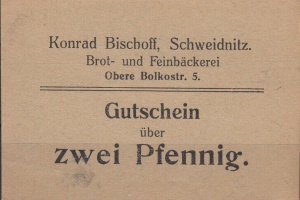 Konrad Bischoff, Schweidnitz.
Brot- und Feinbäckerei
Obere Bolkostr. 5.
Gutschein
über
zwei Pfennig.